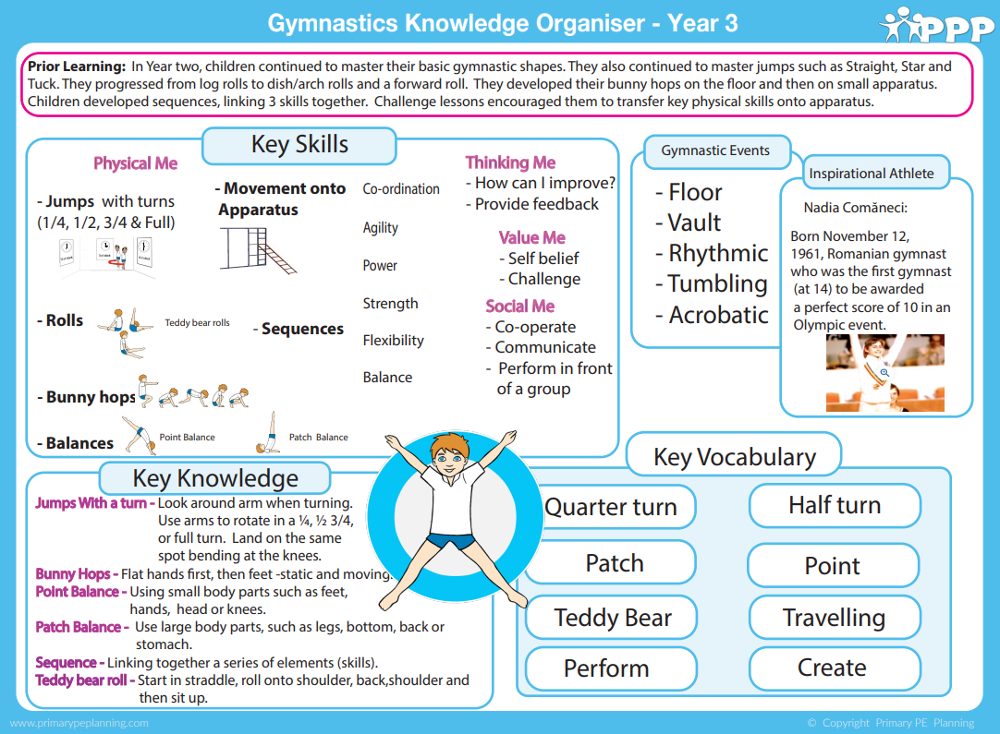 Gymnastics Knowledge Organiser - Year 3
PPP
Prior Learning: In Year two, children continued to master their basic gymnastic shapes. They also continued to master jumps such as Straight, Star and
Tuck. They progressed from log rolls to dish/arch rolls and a forward roll. They developed their bunny hops on the floor and then on small apparatus.
Children developed sequences, linking 3 skills together. Challenge lessons encouraged them to transfer key physical skills onto apparatus.
Key Skills
Physical Me
- Jumps with turns
(1/4, 1/2, 3/4 & Full)
- Rolls
Teddy bear rolls
- Bunny hops
- Balances
Point Balance
Patch Balance
- Movement onto
Apparatus
- Sequences
Co-ordination
Agility
Power
Strength
Flexibility
Balance
Thinking Me
- How can I improve?
- Provide feedback
Value Me
- Self belief
- Challenge
Social Me
- Co-operate
- Communicate
- Perform in front
of a group
Gymnastic Events
- Floor
- Vault
- Rhythmic
- Tumbling
- Acrobatic
Inspirational Athlete
Nadia Comăneci:
Born November 12,
1961, Romanian gymnast
who was the first gymnast
(at 14) to be awarded
a perfect score of 10 in an
Olympic event.
Key Knowledge
Jumps With a turn - Look around arm when turning.
Use arms to rotate in a ¼, ½ 3/4,
or full turn. Land on the same
spot bending at the knees.
Bunny Hops - Flat hands first, then feet -static and moving.
Point Balance - Using small body parts such as feet,
hands, head or knees.
Patch Balance - Use large body parts, such as legs, bottom, back or
stomach.
Sequence - Linking together a series of elements (skills).
Teddy bear roll - Start in straddle, roll onto shoulder, back,shoulder and
then sit up.
Key Vocabulary
Quarter turn
Half turn
Patch
Point
Teddy Bear
Travelling
Perform
Create
www.primarypeplanning.com
© Copyright Primary PE Planning